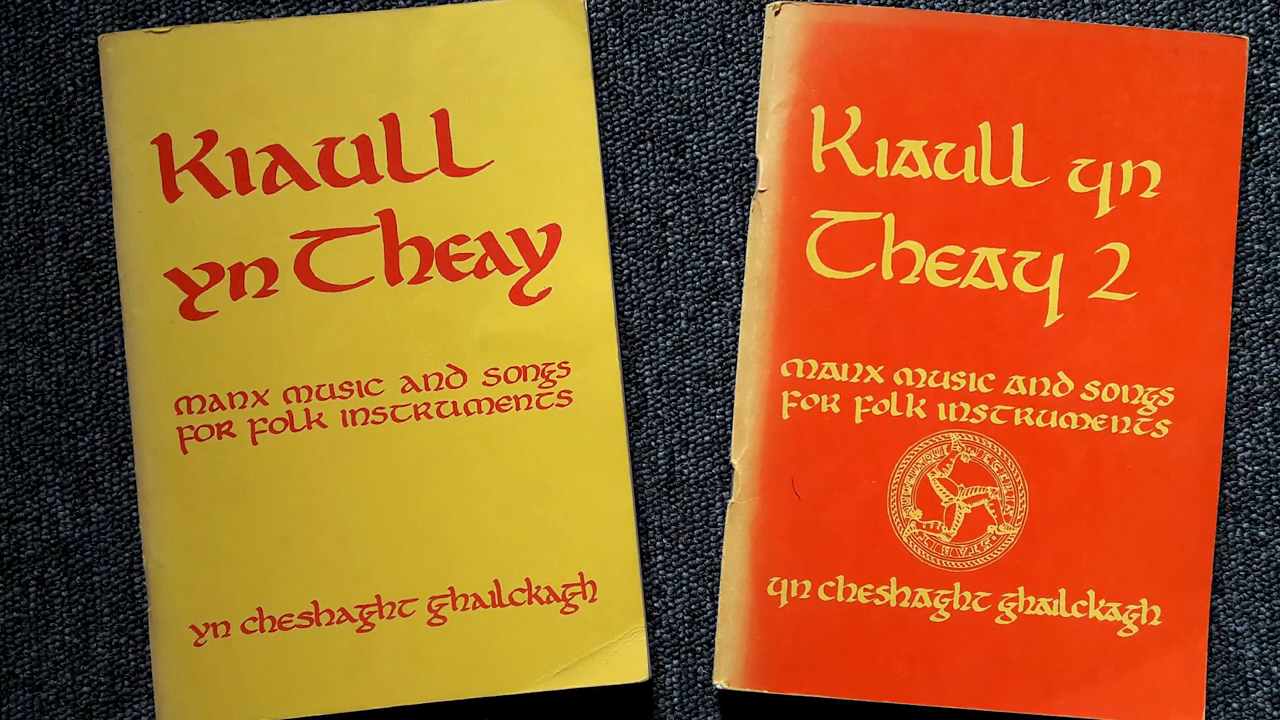 Kiaull
yn Theay
manx music and songs
for folk instruments
yn cheshaght ghailckagh
Kiaull yn
Theay 2
manx music and songs
for folk instruments
yn cheshaght ghailckagh